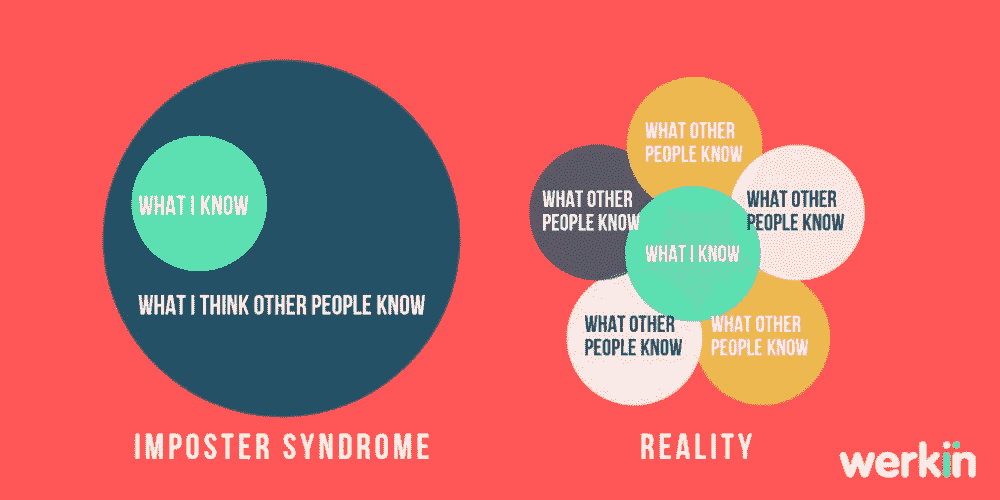 WHAT I KNOW
WHAT I THINK OTHER PEOPLE KNOW
IMPOSTER SYNDROME
WHAT OTHER
PEOPLE KNOW
WHAT OTHER
PEOPLE KNOW
WHAT OTHER
PEOPLE KNOW
WHAT I KNOW
WHAT OTHER
PEOPLE KNOW
WHAT OTHER
PEOPLE KNOW
REALITY
werkin